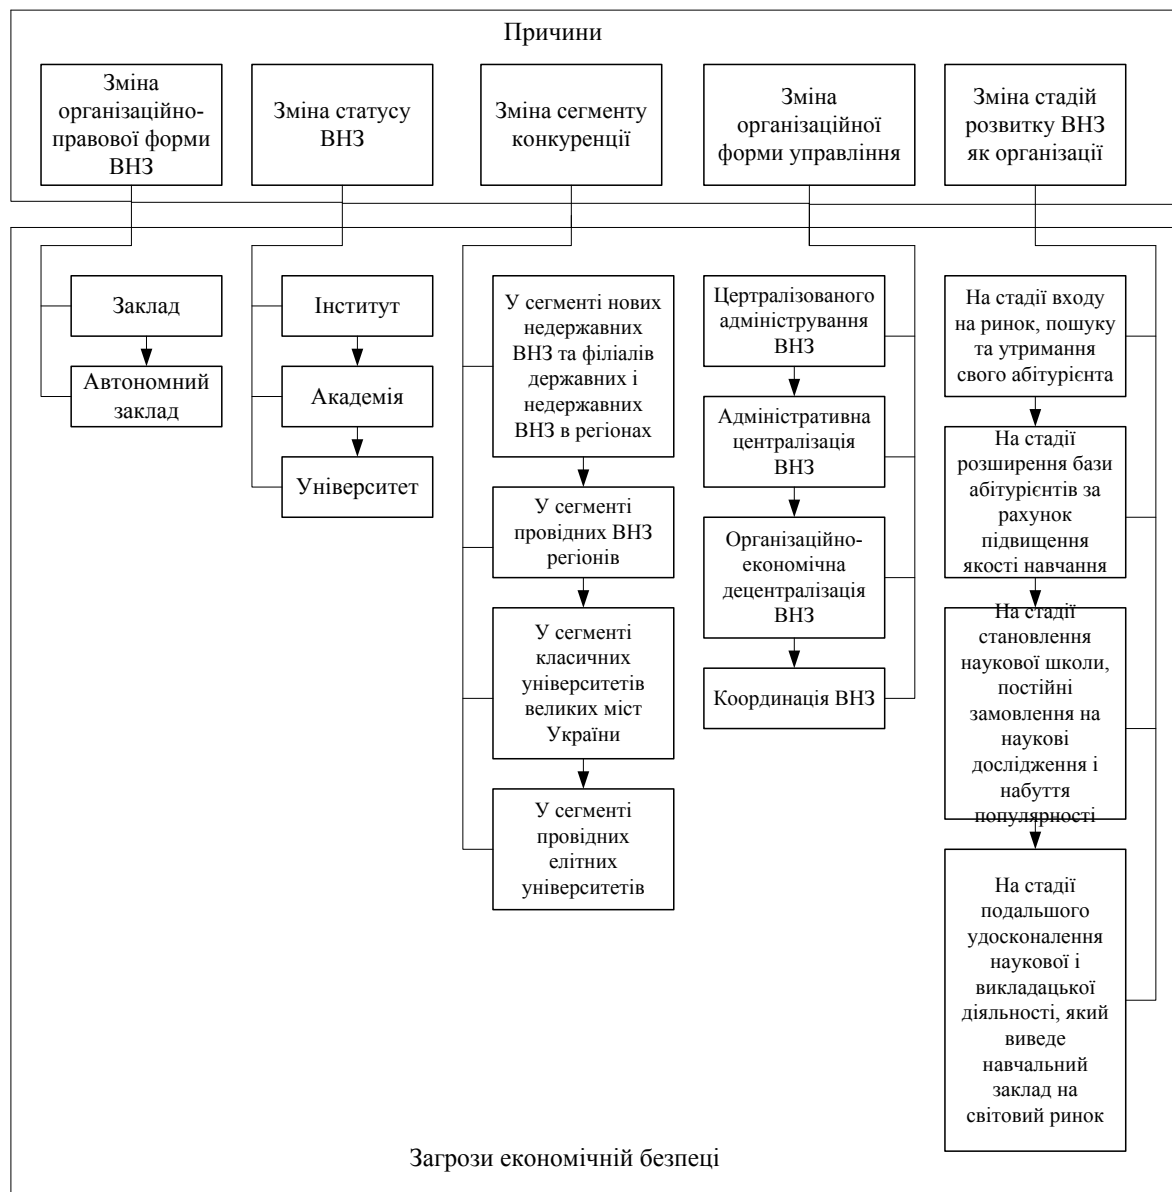 Причини
Зміна
організаційно-
правової форми
ВНЗ
Зміна статусу
ВНЗ
Зміна сегменту
конкуренції
Зміна
організаційної
форми управління
Зміна стадій
розвитку ВНЗ
як організації
Заклад
Автономний
заклад
Інститут
Академія
Університет
У сегменті нових
недержавних
ВНЗ та філіалів
державних і
недержавних
ВНЗ в регіонах
У сегменті
провідних ВНЗ
регіонів
У сегменті
класичних
університетів
великих міст
України
У сегменті
провідних
елітних
університетів
Цертралізованого
адміністрування
ВНЗ
Адміністративна
централізація
ВНЗ
Організаційно-
економічна
децентралізація
ВНЗ
Координація ВНЗ
На стадії входу
на ринок, пошуку
та утримання
свого абітурієнта
На стадії
розширення бази
абітурієнтів за
рахунок
підвищення
якості навчання
На стадії
становлення
наукової школи,
постійні
замовлення на
наукові
дослідження і
набуття
популярності
На стадії
подальшого
удосконалення
наукової і
викладацької
діяльності, який
виведе
навчальний
заклад на
світовий ринок
Загрози економічній безпеці